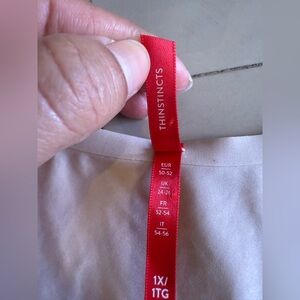 THINSTINCTS
EUR
50-52
UK
24-26
FR
52-54
IT
54-56
1X/
1TG